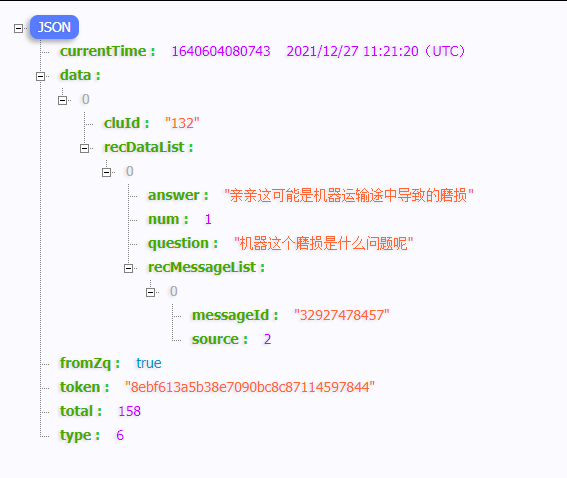 JSON
currentTime : 1640604080743 2021/12/27 11:21:20（UTC）
data :
0
cluId : "132"
recDataList :
0
answer : "亲亲这可能是机器运输途中导致的磨损"
num : 1
question : "机器这个磨损是什么问题呢"
recMessageList :
0
messageId : "32927478457"
source : 2
fromZq : true
token : "8ebf613a5b38e7090bc8c87114597844"
total : 158
type : 6